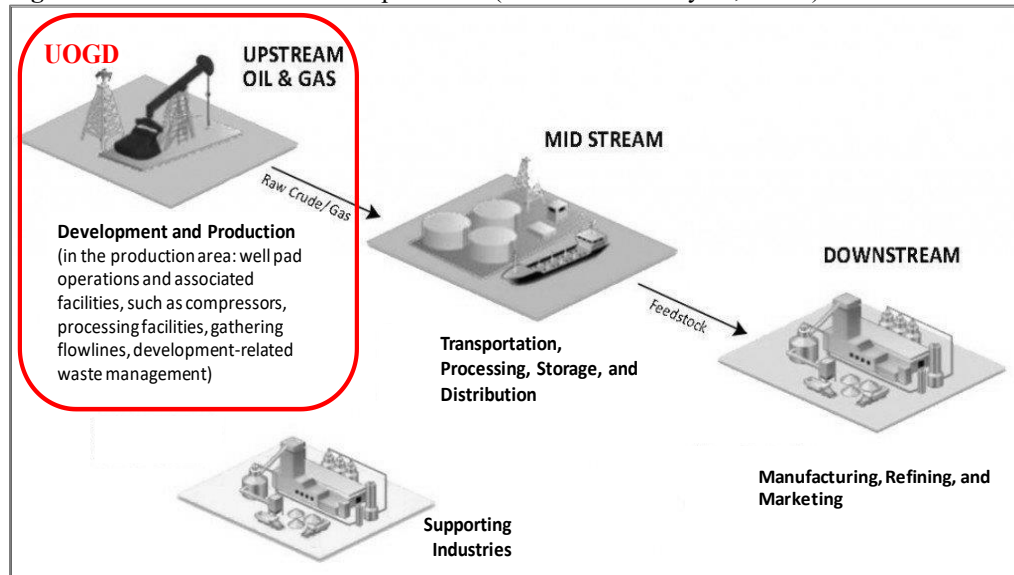 UOGD
UPSTREAM
OIL & GAS
Raw Crude/Gas
Development and Production
(in the production area: well pad
operations and associated
facilities, such as compressors,
processing facilities, gathering
flowlines, development-related
waste management)
MID STREAM
Transportation,
Processing, Storage, and
Distribution
Feedstock
DOWNSTREAM
Manufacturing, Refining, and
Marketing
Supporting
Industries